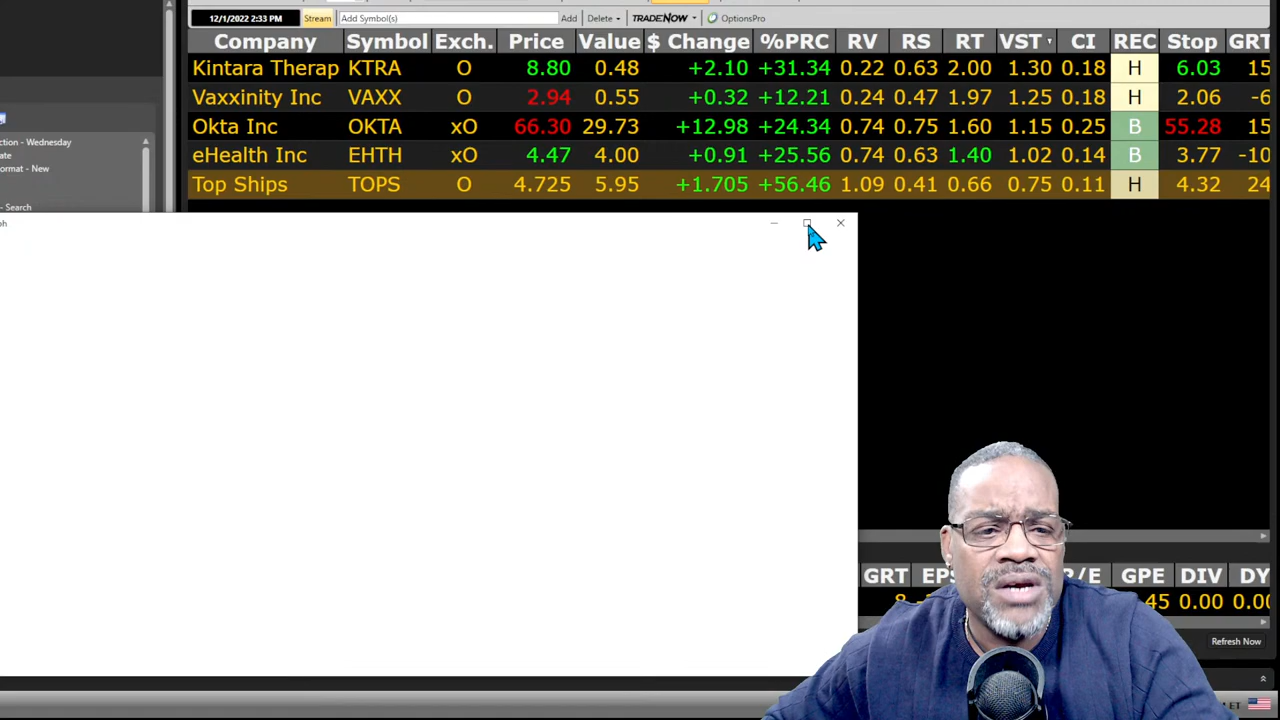 12/1/2022 2:33 PM Stream Add Symbol(s) Add Delete TRADENOW OptionsPro
Company Symbol Exch. Price Value $ Change %PRC RV RS RT VST CI REC Stop GRT
Kintara Therap KTRA O 8.80 0.48 +2.10 +31.34 0.22 0.63 2.00 1.30 0.18 H 6.03 15
Vaxxinity Inc VAXX O 2.94 0.55 +0.32 +12.21 0.24 0.47 1.97 1.25 0.18 H 2.06 -6
Okta Inc OKTA xO 66.30 29.73 +12.98 +24.34 0.74 0.75 1.60 1.15 0.25 B 55.28 15
eHealth Inc EHTH xO 4.47 4.00 +0.91 +25.56 0.74 0.63 1.40 1.02 0.14 B 3.77 -10
Top Ships TOPS O 4.725 5.95 +1.705 +56.46 1.09 0.41 0.66 0.75 0.11 H 4.32 24
ction - Wednesday
ate
ormat - New
- Search
ph
GRT EPS P/E GPE DIV DY
8 45 0.00 0.00
Refresh Now
ET